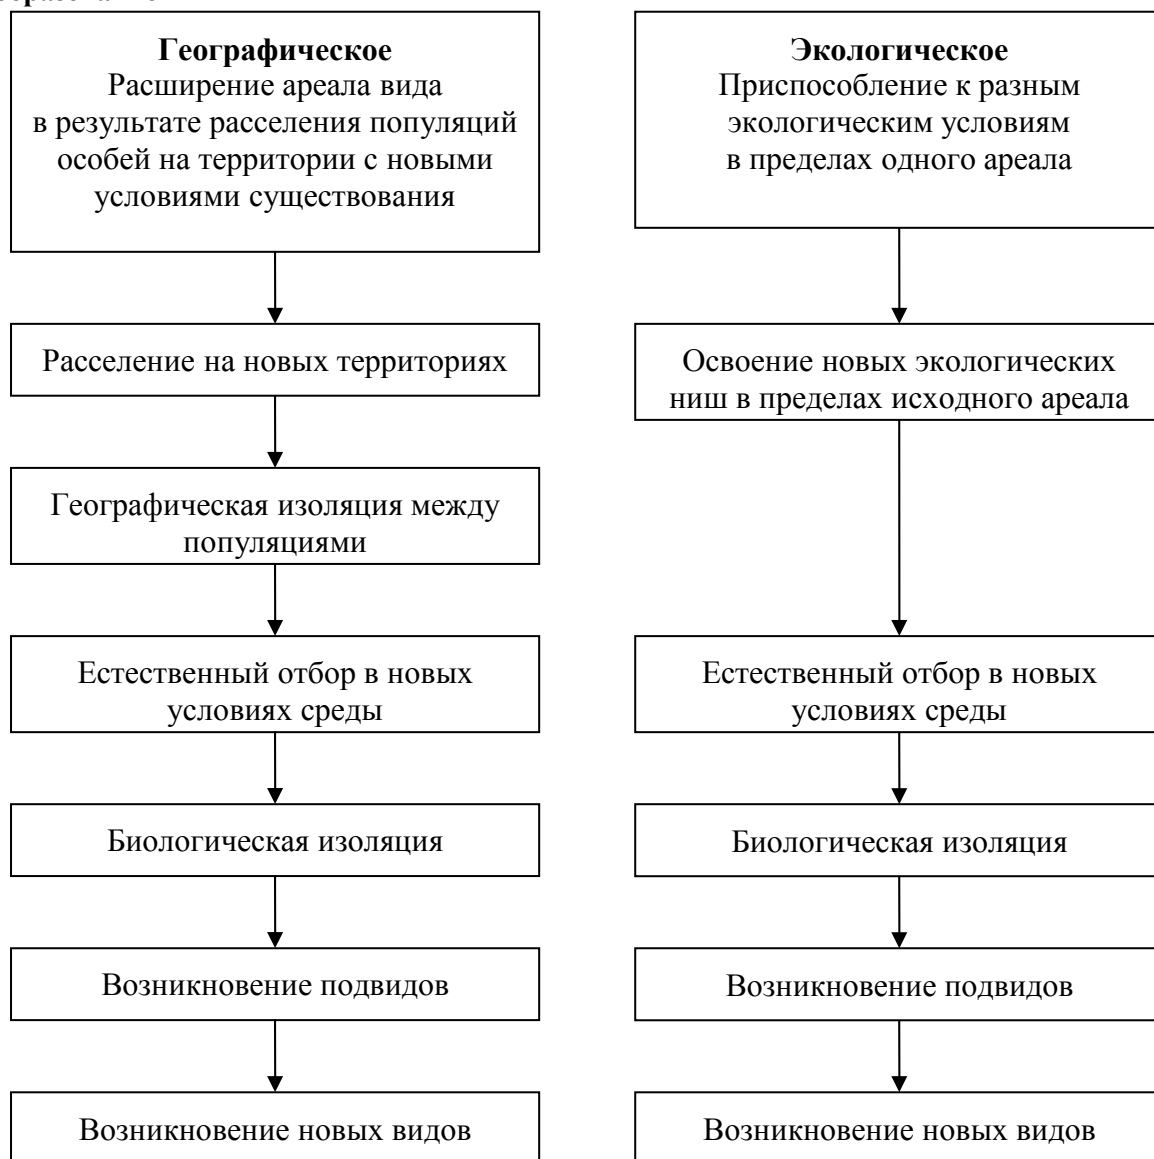 Географическое
Расширение ареала вида
в результате расселения популяций
особей на территории с новыми
условиями существования
Расселение на новых территориях
Географическая изоляция между
популяциями
Естественный отбор в новых
условиях среды
Биологическая изоляция
Возникновение подвидов
Возникновение новых видов
Экологическое
Приспособление к разным
экологическим условиям
в пределах одного ареала
Освоение новых экологических
ниш в пределах исходного ареала
Естественный отбор в новых
условиях среды
Биологическая изоляция
Возникновение подвидов
Возникновение новых видов